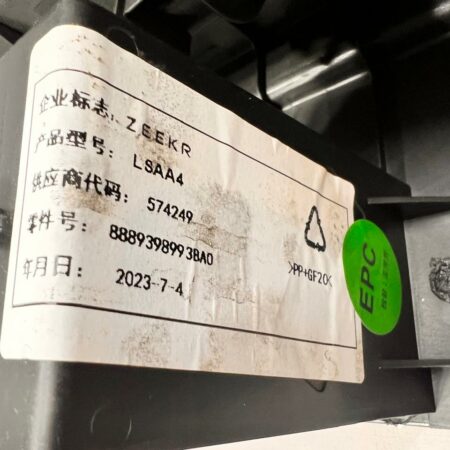 企业标志: ZEEKR
产品型号: LSAA4
供应商代码: 574249
零件号: 88893989938A0
年月日: 2023-7-4
>PP+GF20<
EPC